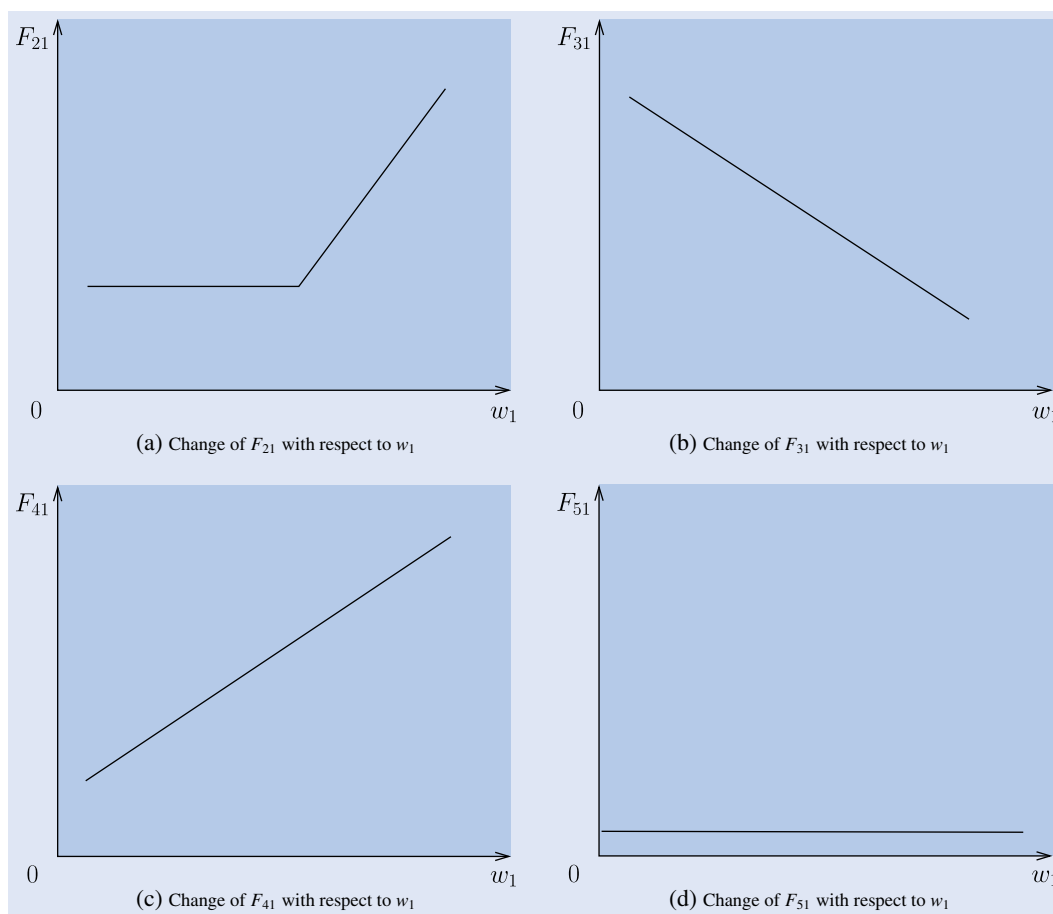 F21
0
w1
(a) Change of F21 with respect to w1
F31
0
w1
(b) Change of F31 with respect to w1
F41
0
w1
(c) Change of F41 with respect to w1
F51
0
w1
(d) Change of F51 with respect to w1